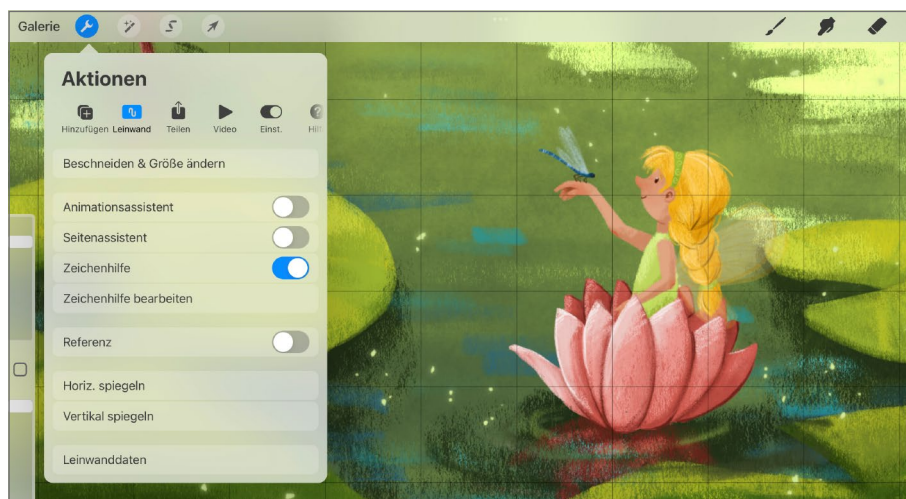 Galerie
Aktionen
Hinzufügen Leinwand Teilen Video Einst.
Beschneiden & Größe ändern
Animationsassistent
Seitenassistent
Zeichenhilfe
Zeichenhilfe bearbeiten
Referenz
Horiz. spiegeln
Vertikal spiegeln
Leinwanddaten